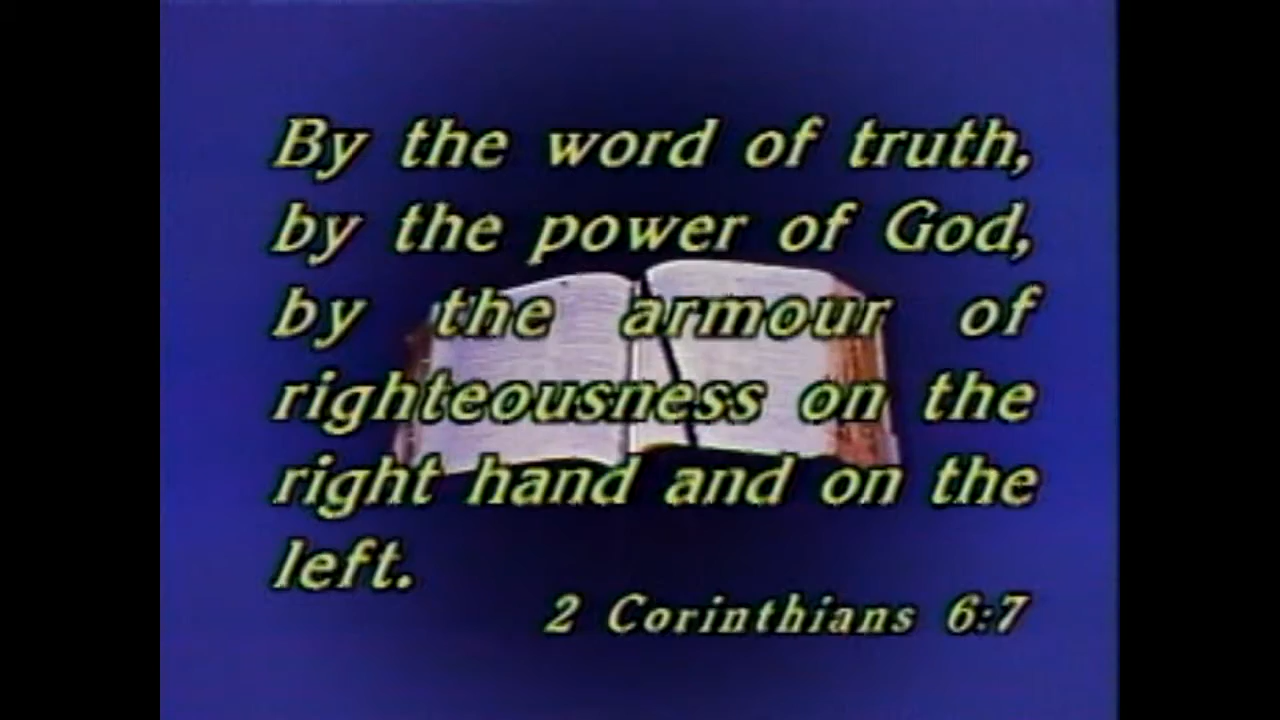 By the word of truth,
by the power of God,
by the armour of
righteousness on the
right hand and on the
left.
2 Corinthians 6:7